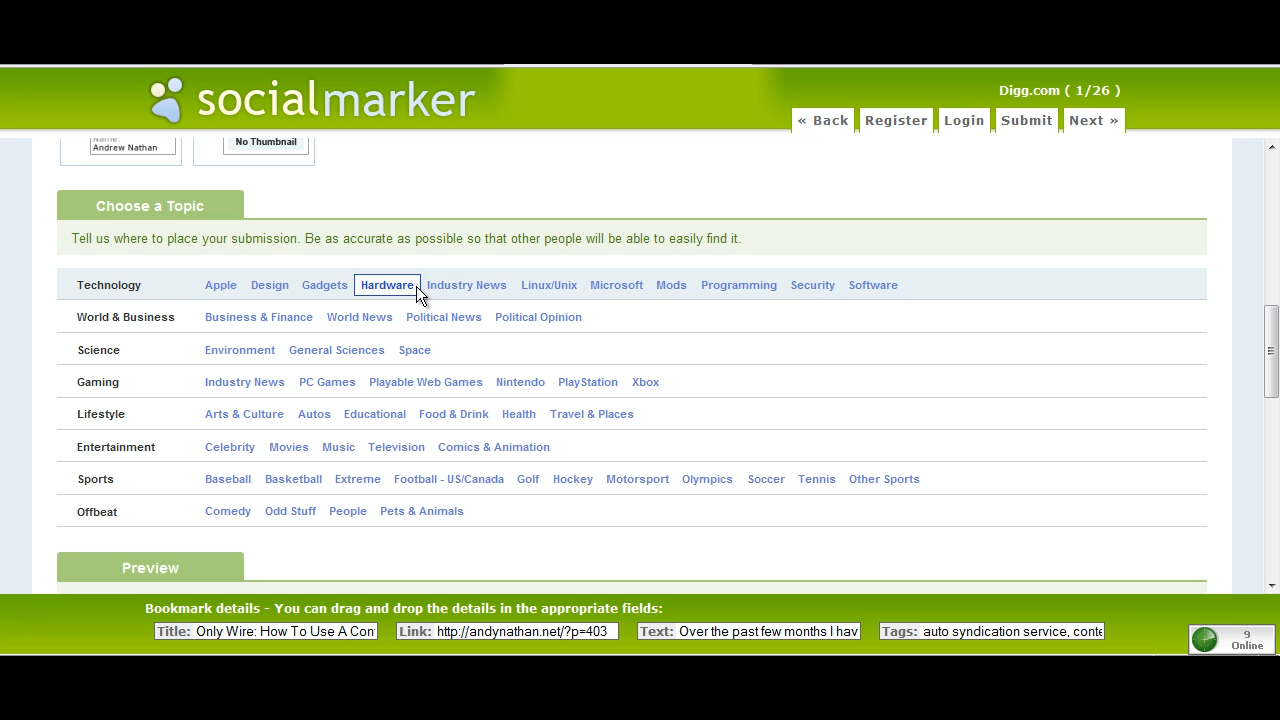 socialmarker
Digg.com ( 1/26 )
« Back Register Login Submit Next »
Name:
Andrew Nathan
No Thumbnail
Choose a Topic
Tell us where to place your submission. Be as accurate as possible so that other people will be able to easily find it.
Technology Apple Design Gadgets Hardware Industry News Linux/Unix Microsoft Mods Programming Security Software
World & Business Business & Finance World News Political News Political Opinion
Science Environment General Sciences Space
Gaming Industry News PC Games Playable Web Games Nintendo PlayStation Xbox
Lifestyle Arts & Culture Autos Educational Food & Drink Health Travel & Places
Entertainment Celebrity Movies Music Television Comics & Animation
Sports Baseball Basketball Extreme Football - US/Canada Golf Hockey Motorsport Olympics Soccer Tennis Other Sports
Offbeat Comedy Odd Stuff People Pets & Animals
Preview
Bookmark details - You can drag and drop the details in the appropriate fields:
Title: Only Wire: How To Use A Con Link: http://andynathan.net/?p=403 Text: Over the past few months I hav Tags: auto syndication service, conte
9
Online